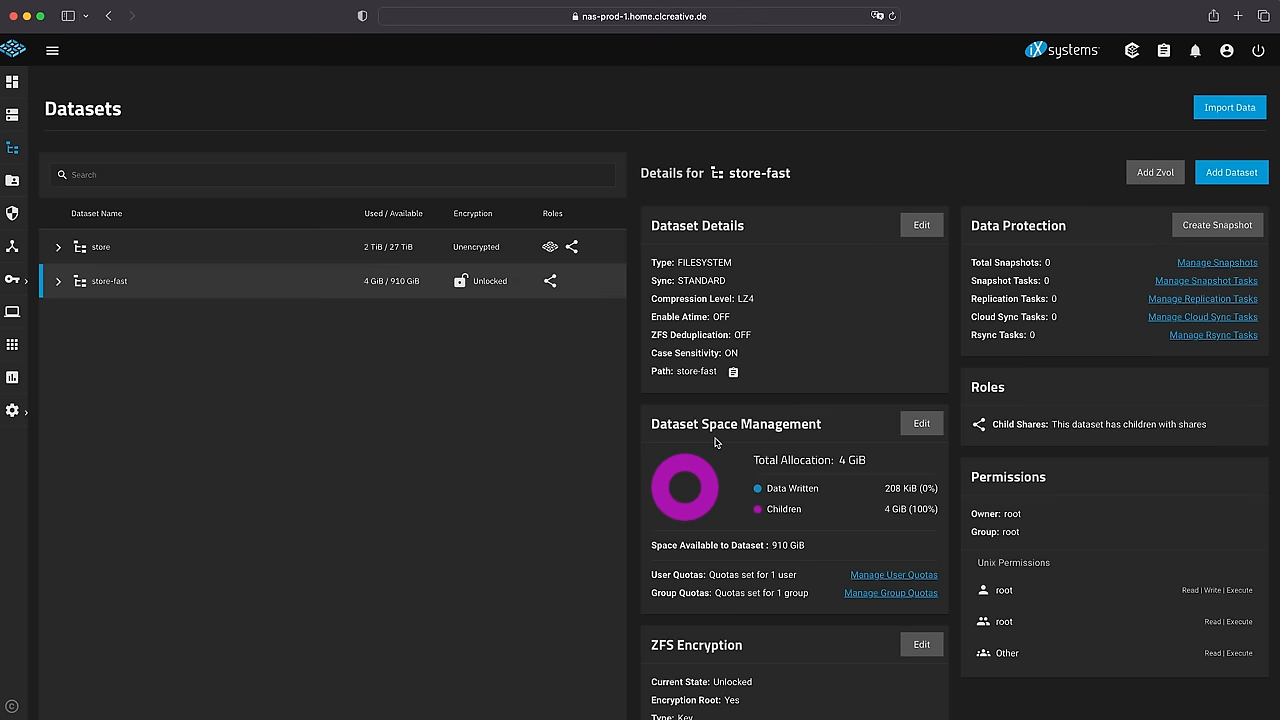 nas-prod-1.home.clcreative.de
iXsystems
Datasets
Import Data
Search
Details for store-fast
Add Zvol
Add Dataset
Dataset Name
Used / Available
Encryption
Roles
store
2 TiB / 27 TiB
Unencrypted
store-fast
4 GiB / 910 GiB
Unlocked
Dataset Details
Edit
Type: FILESYSTEM
Sync: STANDARD
Compression Level: LZ4
Enable Atime: OFF
ZFS Deduplication: OFF
Case Sensitivity: ON
Path: store-fast
Dataset Space Management
Edit
Total Allocation: 4 GiB
Data Written 208 KiB (0%)
Children 4 GiB (100%)
Space Available to Dataset : 910 GiB
User Quotas: Quotas set for 1 user Manage User Quotas
Group Quotas: Quotas set for 1 group Manage Group Quotas
ZFS Encryption
Edit
Current State: Unlocked
Encryption Root: Yes
Type: Key
Data Protection
Create Snapshot
Total Snapshots: 0 Manage Snapshots
Snapshot Tasks: 0 Manage Snapshot Tasks
Replication Tasks: 0 Manage Replication Tasks
Cloud Sync Tasks: 0 Manage Cloud Sync Tasks
Rsync Tasks: 0 Manage Rsync Tasks
Roles
Child Shares: This dataset has children with shares
Permissions
Owner: root
Group: root
Unix Permissions
root Read | Write | Execute
root Read | Execute
Other Read | Execute